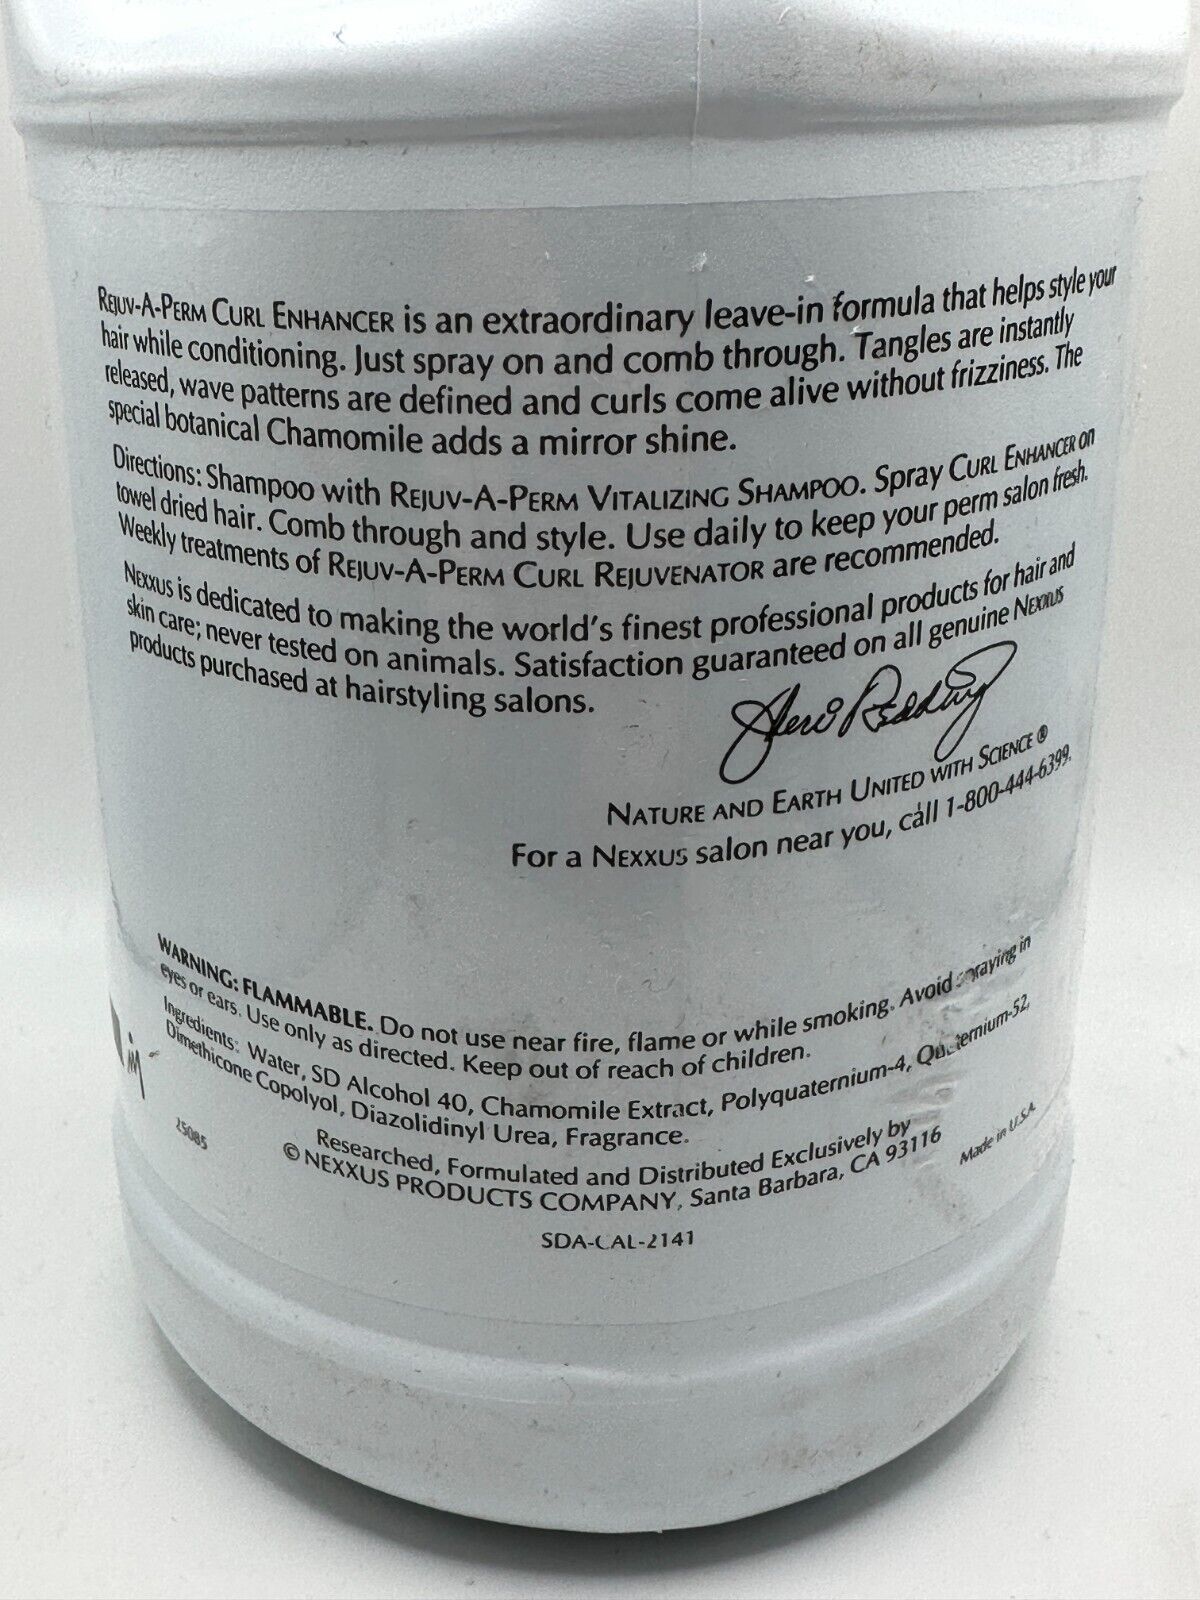 REJUV-A-PERM CURL ENHANCER is an extraordinary leave-in formula that helps style your
hair while conditioning. Just spray on and comb through. Tangles are instantly
released, wave patterns are defined and curls come alive without frizziness. The
special botanical Chamomile adds a mirror shine.
Directions: Shampoo with REJUV-A-PERM VITALIZING SHAMPOO. Spray CURL ENHANCER on
towel dried hair. Comb through and style. Use daily to keep your perm salon fresh.
Weekly treatments of REJUV-A-PERM CURL REJUVENATOR are recommended.
NEXXUS is dedicated to making the world's finest professional products for hair and
skin care; never tested on animals. Satisfaction guaranteed on all genuine NEXXUS
products purchased at hairstyling salons.
Jheri Redding
NATURE AND EARTH UNITED WITH SCIENCE ®
For a NEXXUS salon near you, call 1-800-444-6399.
WARNING: FLAMMABLE. Do not use near fire, flame or while smoking. Avoid spraying in
eyes or ears. Use only as directed. Keep out of reach of children.
Ingredients: Water, SD Alcohol 40, Chamomile Extract, Polyquaternium-4, Quaternium-52,
Dimethicone Copolyol, Diazolidinyl Urea, Fragrance.
25085
Researched, Formulated and Distributed Exclusively by
© NEXXUS PRODUCTS COMPANY, Santa Barbara, CA 93116
Made in U.S.A.
SDA-CAL-2141